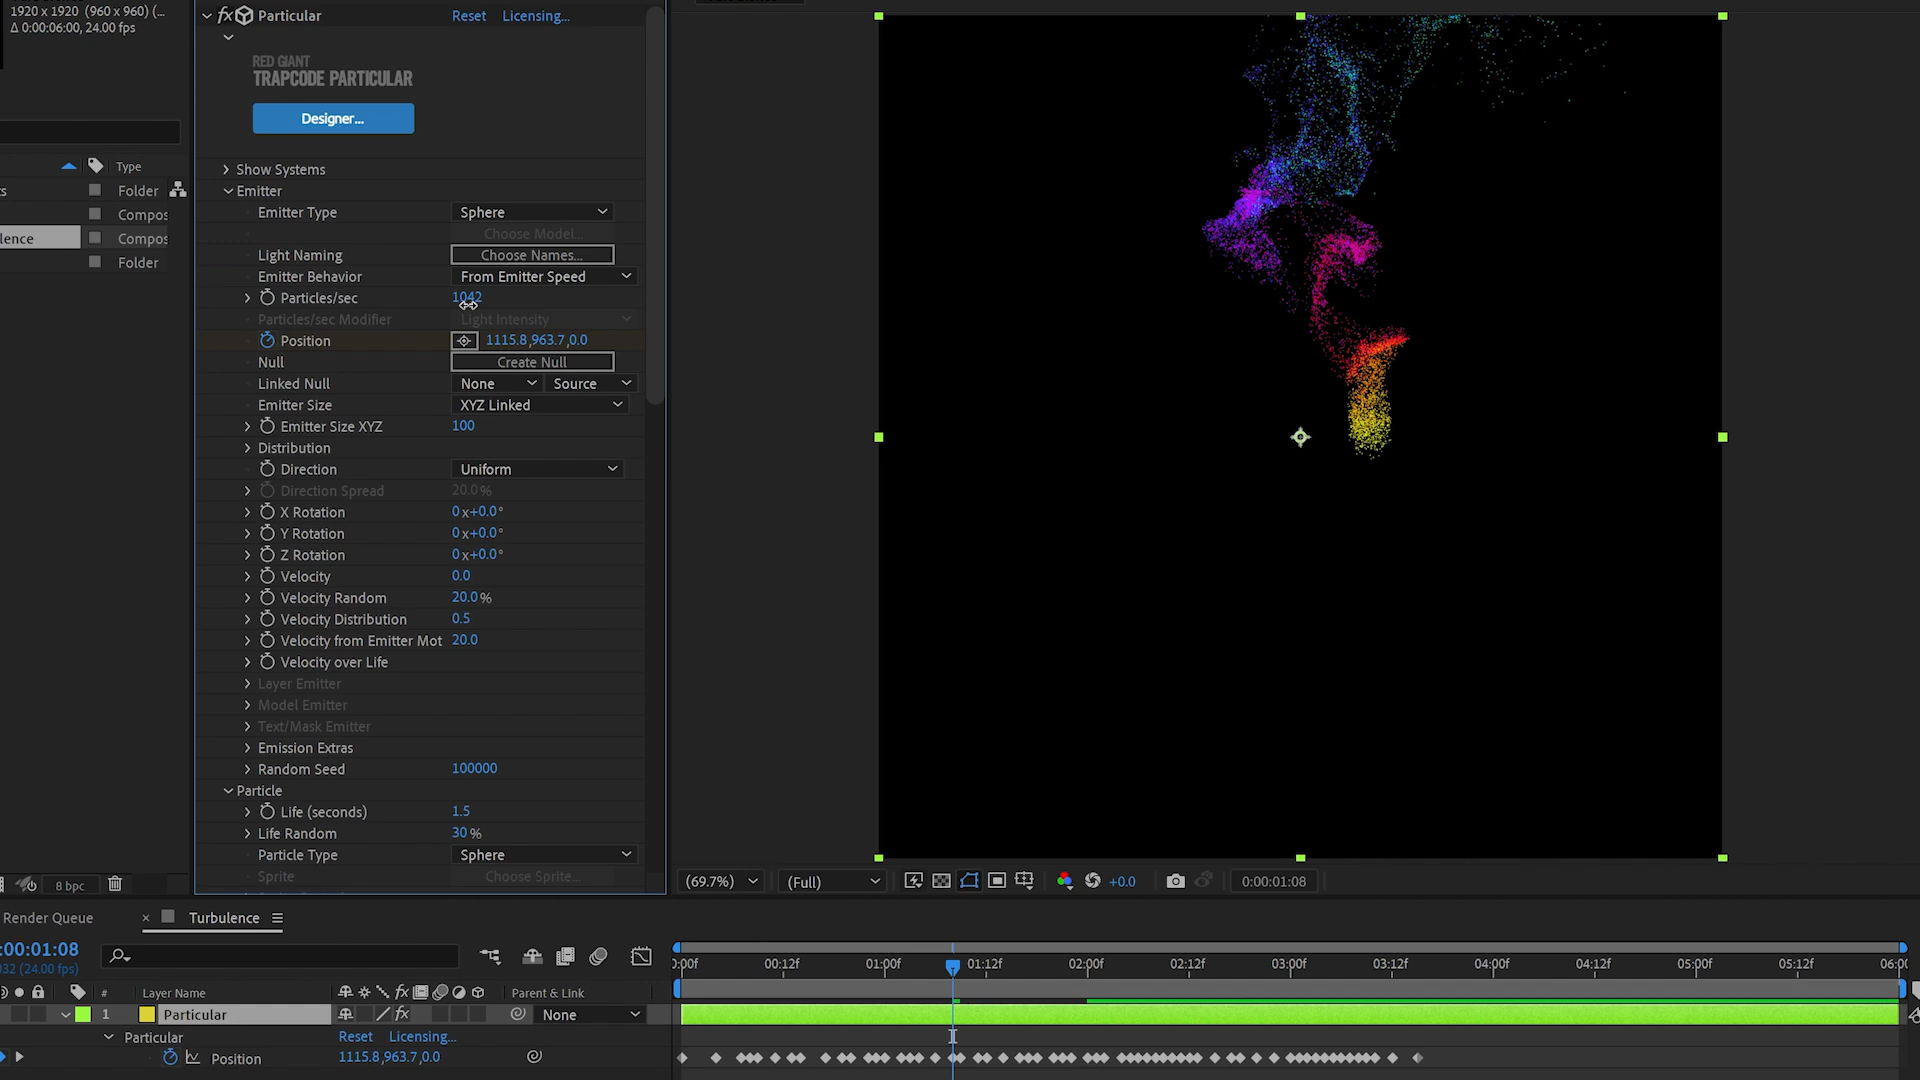 1920 x 1920 (960 x 960) (...
Δ 0:00:06:00, 24.00 fps
Type
Folder
Compos
lence
Compos
Folder
8 bpc
fx Particular Reset Licensing...
RED GIANT
TRAPCODE PARTICULAR
Designer...
Show Systems
Emitter
Emitter Type Sphere
Choose Model...
Light Naming Choose Names...
Emitter Behavior From Emitter Speed
Particles/sec 1042
Particles/sec Modifier Light Intensity
Position 1115.8,963.7,0.0
Null Create Null
Linked Null None Source
Emitter Size XYZ Linked
Emitter Size XYZ 100
Distribution
Direction Uniform
Direction Spread 20.0 %
X Rotation 0 x+0.0°
Y Rotation 0 x+0.0°
Z Rotation 0 x+0.0°
Velocity 0.0
Velocity Random 20.0 %
Velocity Distribution 0.5
Velocity from Emitter Mot 20.0
Velocity over Life
Layer Emitter
Model Emitter
Text/Mask Emitter
Emission Extras
Random Seed 100000
Particle
Life (seconds) 1.5
Life Random 30 %
Particle Type Sphere
Sprite Choose Sprite...
(69.7%) (Full) +0.0 0:00:01:08
Render Queue × Turbulence
:00:01:08
032 (24.00 fps)
00f 00:12f 01:00f 01:12f 02:00f 02:12f 03:00f 03:12f 04:00f 04:12f 05:00f 05:12f 06:00
# Layer Name fx Parent & Link
1 Particular fx None
Particular Reset Licensing...
Position 1115.8,963.7,0.0